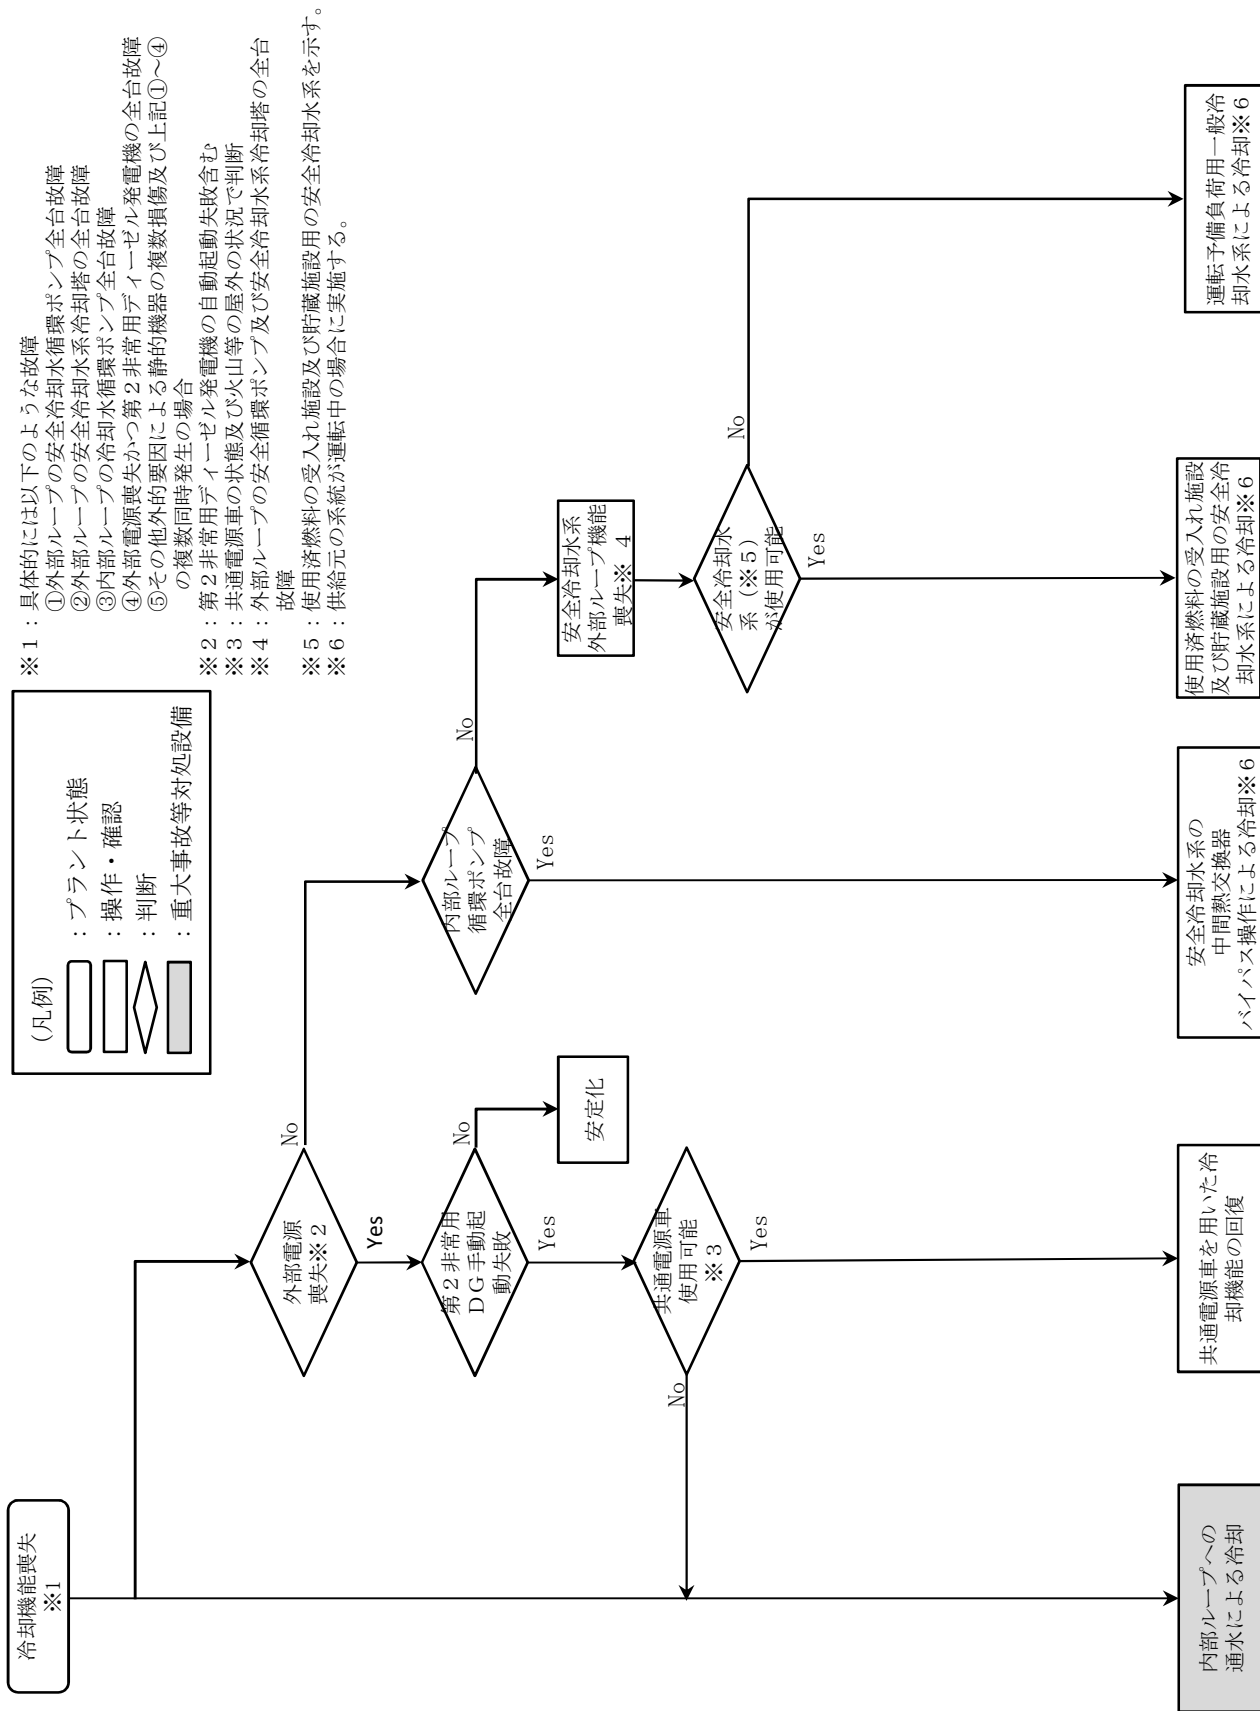 冷却機能喪失
※1
(凡例)
：プラント状態
：操作・確認
：判断
：重大事故等対処設備
※１：具体的には以下のような故障
①外部ループの安全冷却水循環ポンプ全台故障
②外部ループの安全冷却水系冷却塔の全台故障
③内部ループの冷却水循環ポンプ全台故障
④外部電源喪失かつ第２非常用ディーゼル発電機の全台故障
⑤その他外的要因による静的機器の複数損傷及び上記①～④
の複数同時発生の場合
※２：第２非常用ディーゼル発電機の自動起動失敗含む
※３：共通電源車の状態及び火山等の屋外の状況で判断
※４：外部ループの安全循環ポンプ及び安全冷却水系冷却塔の全台
故障
※５：使用済燃料の受入れ施設及び貯蔵施設用の安全冷却水系を示す。
※６：供給元の系統が運転中の場合に実施する。
外部電源
喪失※２
No
Yes
第２非常用
ＤＧ手動起
動失敗
No
Yes
安定化
共通電源車
使用可能
※３
No
Yes
内部ループ
循環ポンプ
全台故障
No
Yes
安全冷却水系
外部ループ機能
喪失※４
安全冷却水
系（※５）
が使用可能
No
Yes
内部ループへの
通水による冷却
共通電源車を用いた冷
却機能の回復
安全冷却水系の
中間熱交換器
バイパス操作による冷却※６
使用済燃料の受入れ施設
及び貯蔵施設用の安全冷
却水系による冷却※６
運転予備負荷用一般冷
却水系による冷却※６